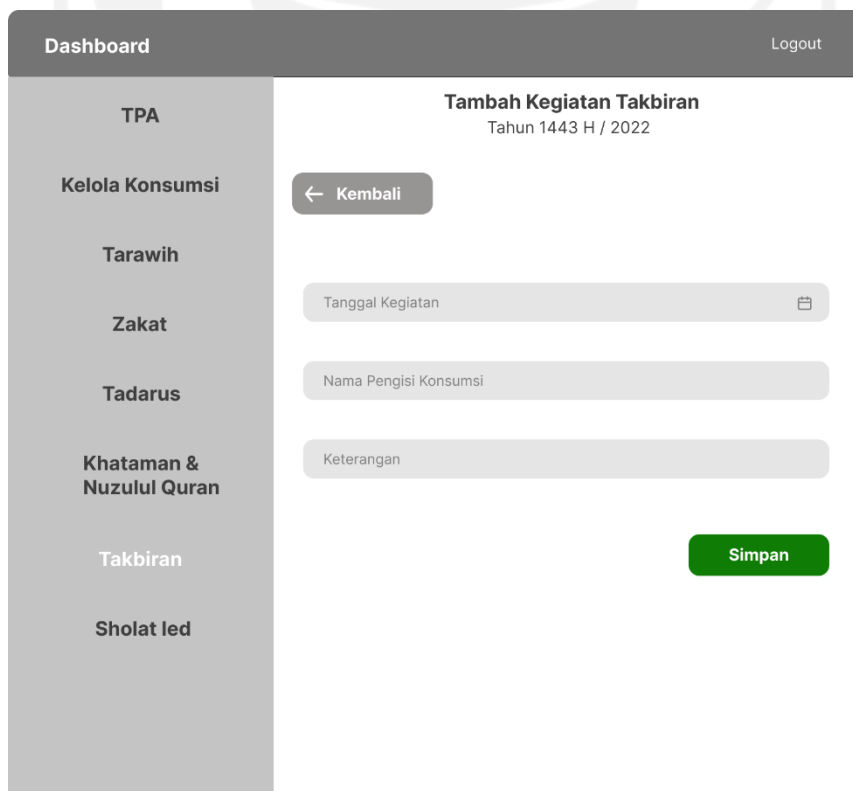 Dashboard
Logout
TPA
Kelola Konsumsi
Tarawih
Zakat
Tadarus
Khataman &
Nuzulul Quran
Takbiran
Sholat Ied
Tambah Kegiatan Takbiran
Tahun 1443 H / 2022
Kembali
Tanggal Kegiatan
Nama Pengisi Konsumsi
Keterangan
Simpan